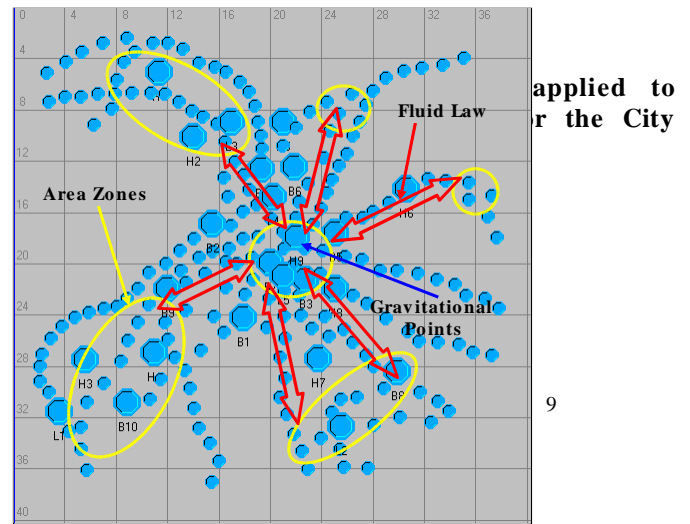 0 4 8 12 16 20 24 28 32 36
4
applied to
8
Fluid Law
or the City
12
H2
L3
B6
16
Area Zones
H6
B2
20
H9
B3
24
B9
Gravitational
Points
B1
28
H3
H
H7
B8
32
L1
B10
9
36
40